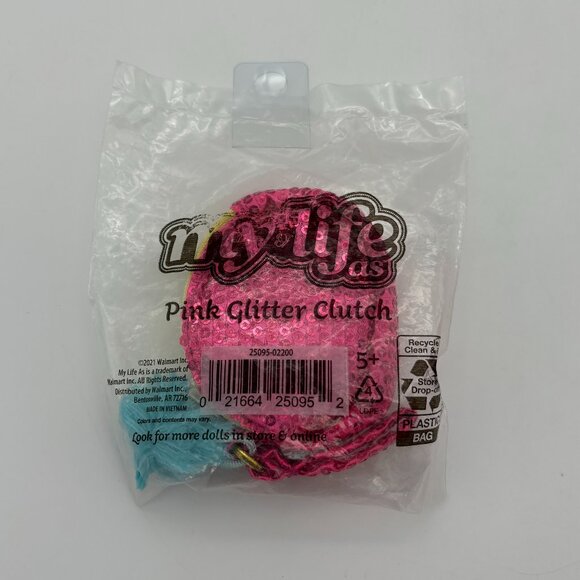 my life
as
Pink Glitter Clutch
25095-02200
0 21664 25095 2
5+
LDPE
©2021 Walmart Inc.
My Life As is a trademark of
Walmart Inc. All Rights Reserved.
Distributed by Walmart Inc.,
Bentonville, AR 72716
MADE IN VIETNAM
Colors and contents may vary.
Look for more dolls in store & online
Recycle
Clean &
Store
Drop-
PLASTIC
BAG